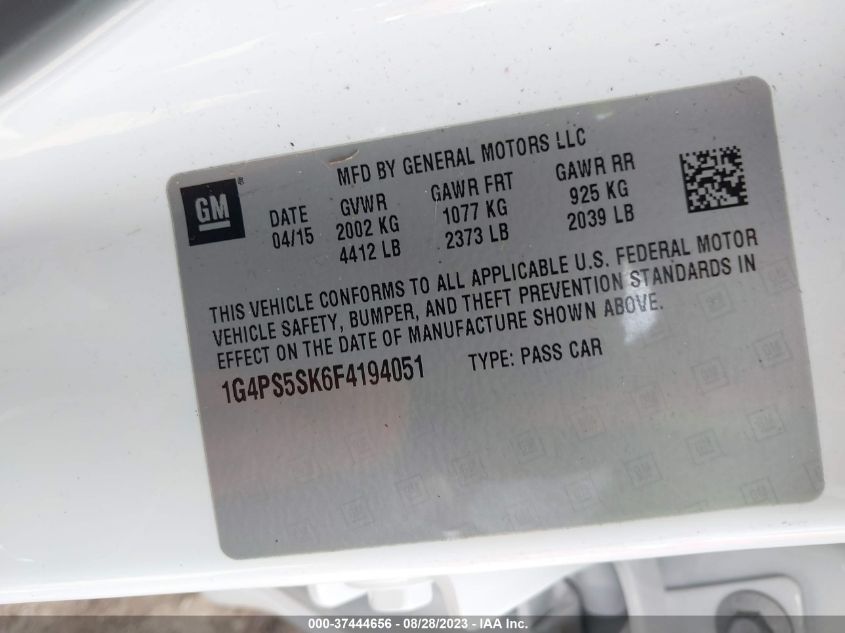 MFD BY GENERAL MOTORS LLC
GM
DATE GVWR GAWR FRT GAWR RR
04/15 2002 KG 1077 KG 925 KG
4412 LB 2373 LB 2039 LB
THIS VEHICLE CONFORMS TO ALL APPLICABLE U.S. FEDERAL MOTOR
VEHICLE SAFETY, BUMPER, AND THEFT PREVENTION STANDARDS IN
EFFECT ON THE DATE OF MANUFACTURE SHOWN ABOVE.
1G4PS5SK6F4194051 TYPE: PASS CAR
000-37444656 / 08/28/2023 - IAA Inc.